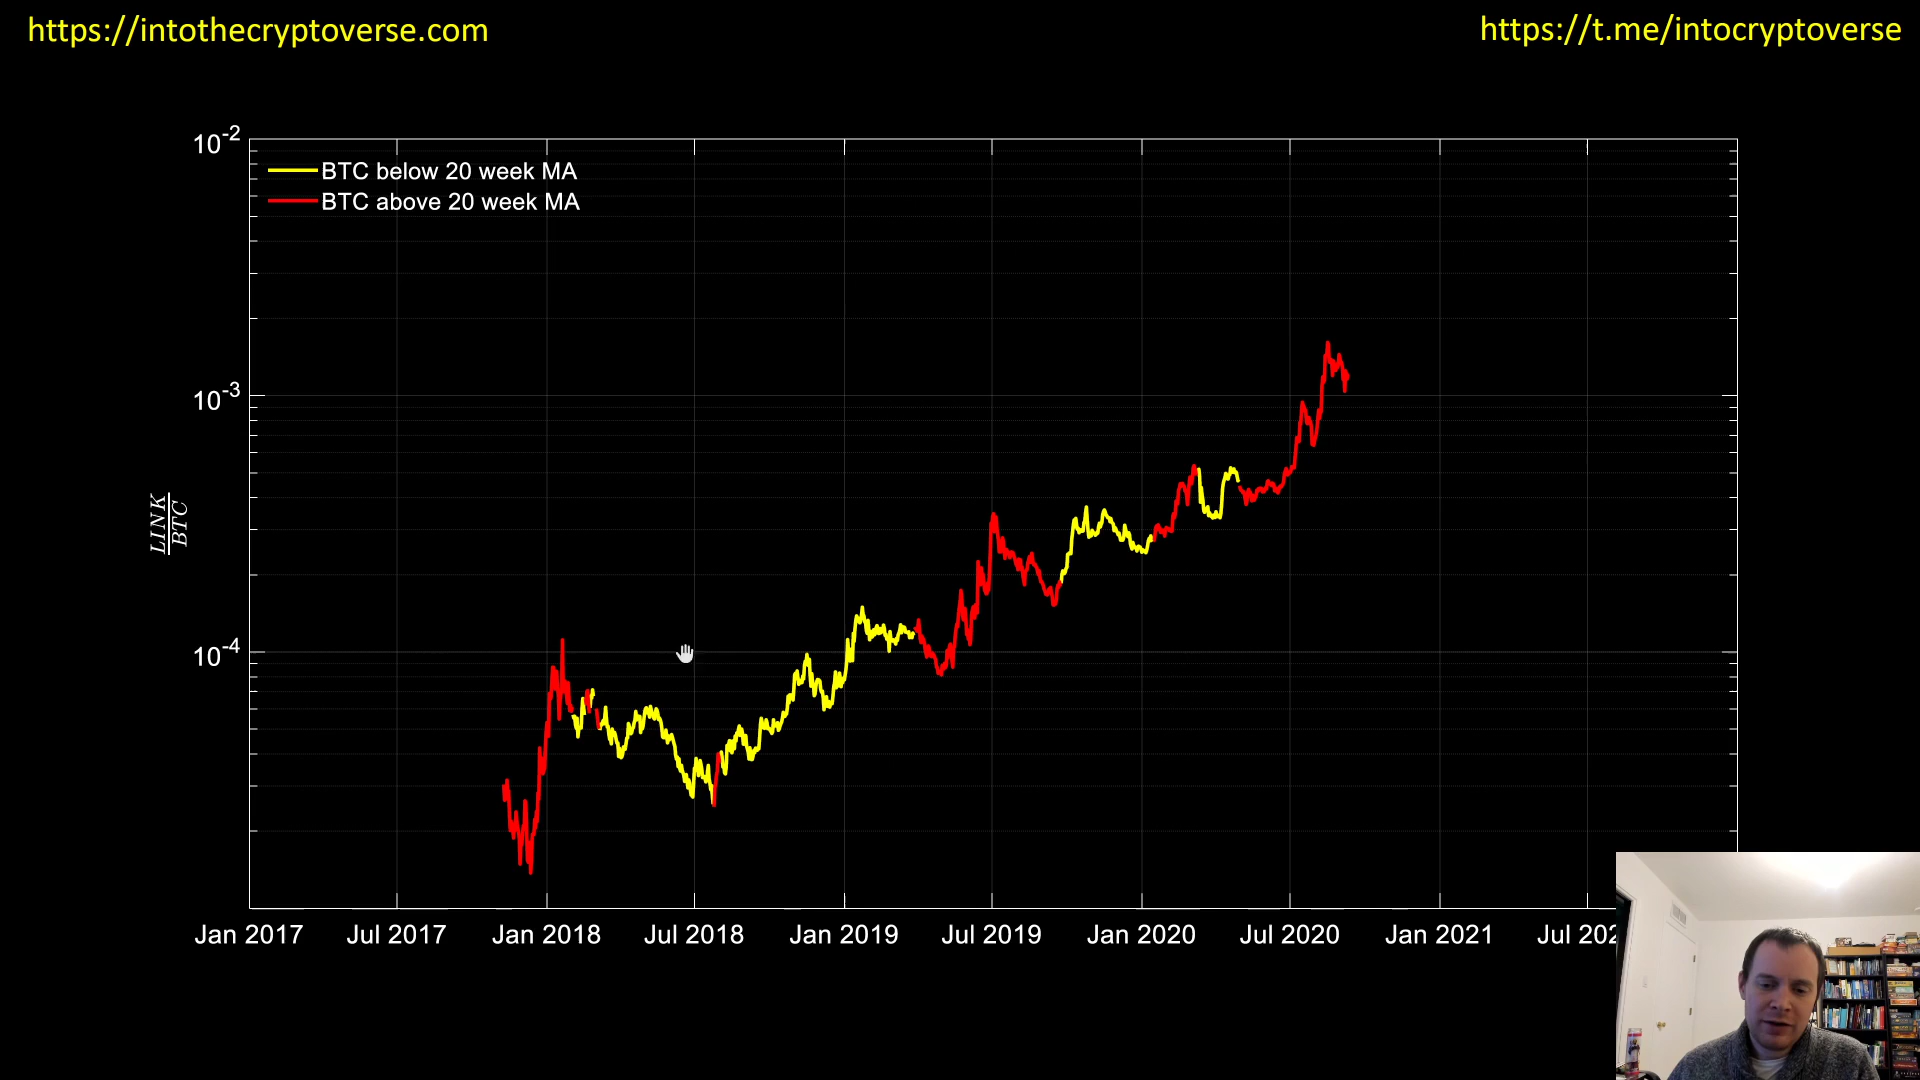 https://intothecryptoverse.com
https://t.me/intocryptoverse
10-2
BTC below 20 week MA
BTC above 20 week MA
10-3
LINK
BTC
10-4
Jan 2017
Jul 2017
Jan 2018
Jul 2018
Jan 2019
Jul 2019
Jan 2020
Jul 2020
Jan 2021
Jul 202